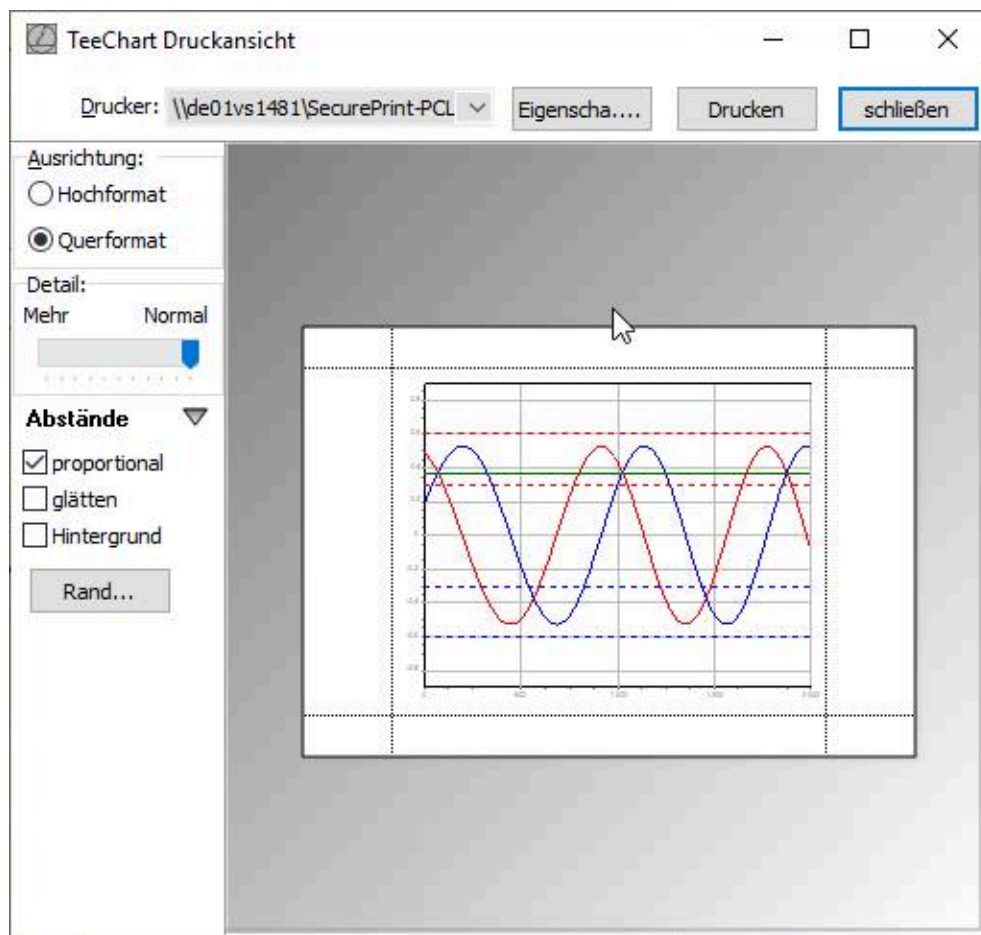 TeeChart Druckansicht
Drucker: \\de01vs1481\SecurePrint-PCL Eigenscha.... Drucken schließen
Ausrichtung:
Hochformat
Querformat
Detail:
Mehr Normal
Abstände
proportional
glätten
Hintergrund
Rand...